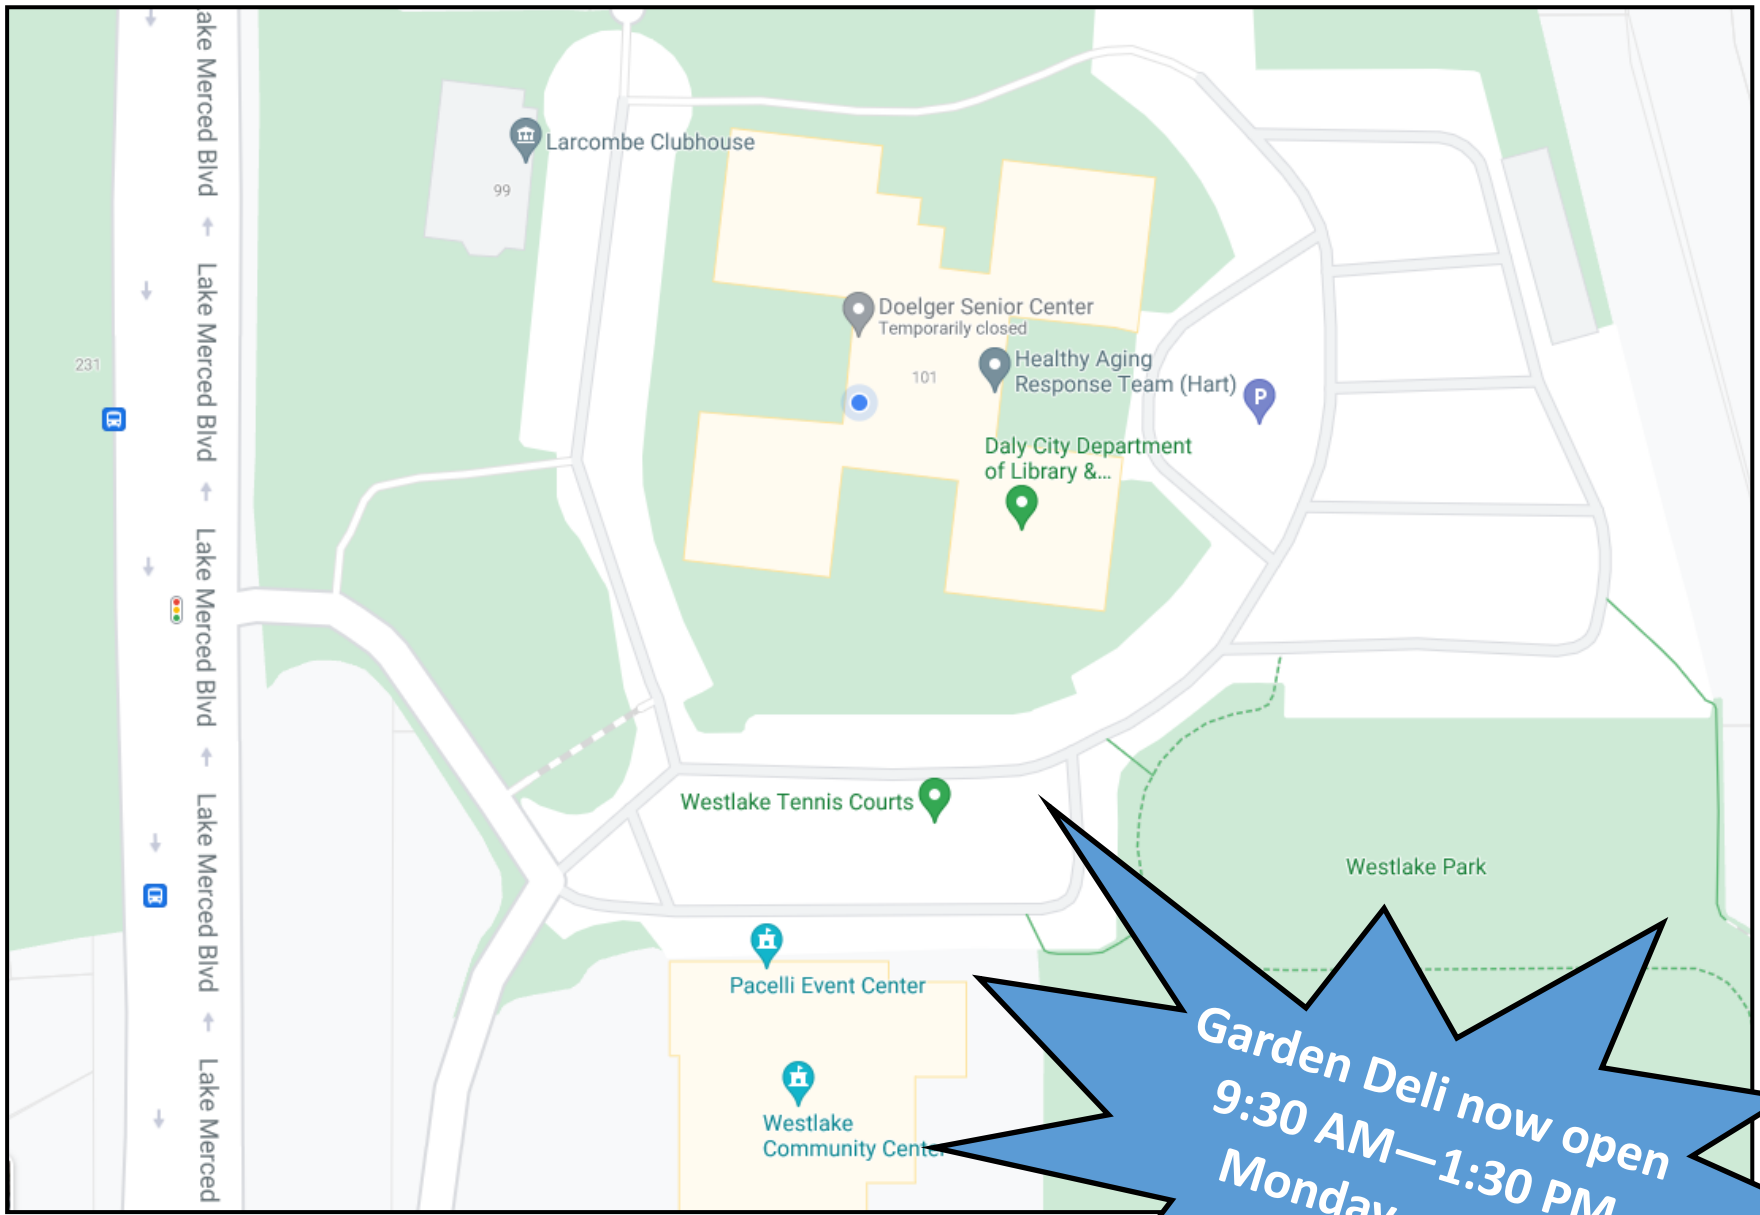 ake Merced Blvd
Lake Merced Blvd
Lake Merced Blvd
Lake Merced Blvd
Lake Merced
Larcombe Clubhouse
99
Doelger Senior Center
Temporarily closed
231
101
Healthy Aging
Response Team (Hart)
P
Daly City Department
of Library &...
Westlake Tennis Courts
Westlake Park
Pacelli Event Center
Westlake
Community Cente
Garden Deli now open
9:30 AM—1:30 PM
Monday